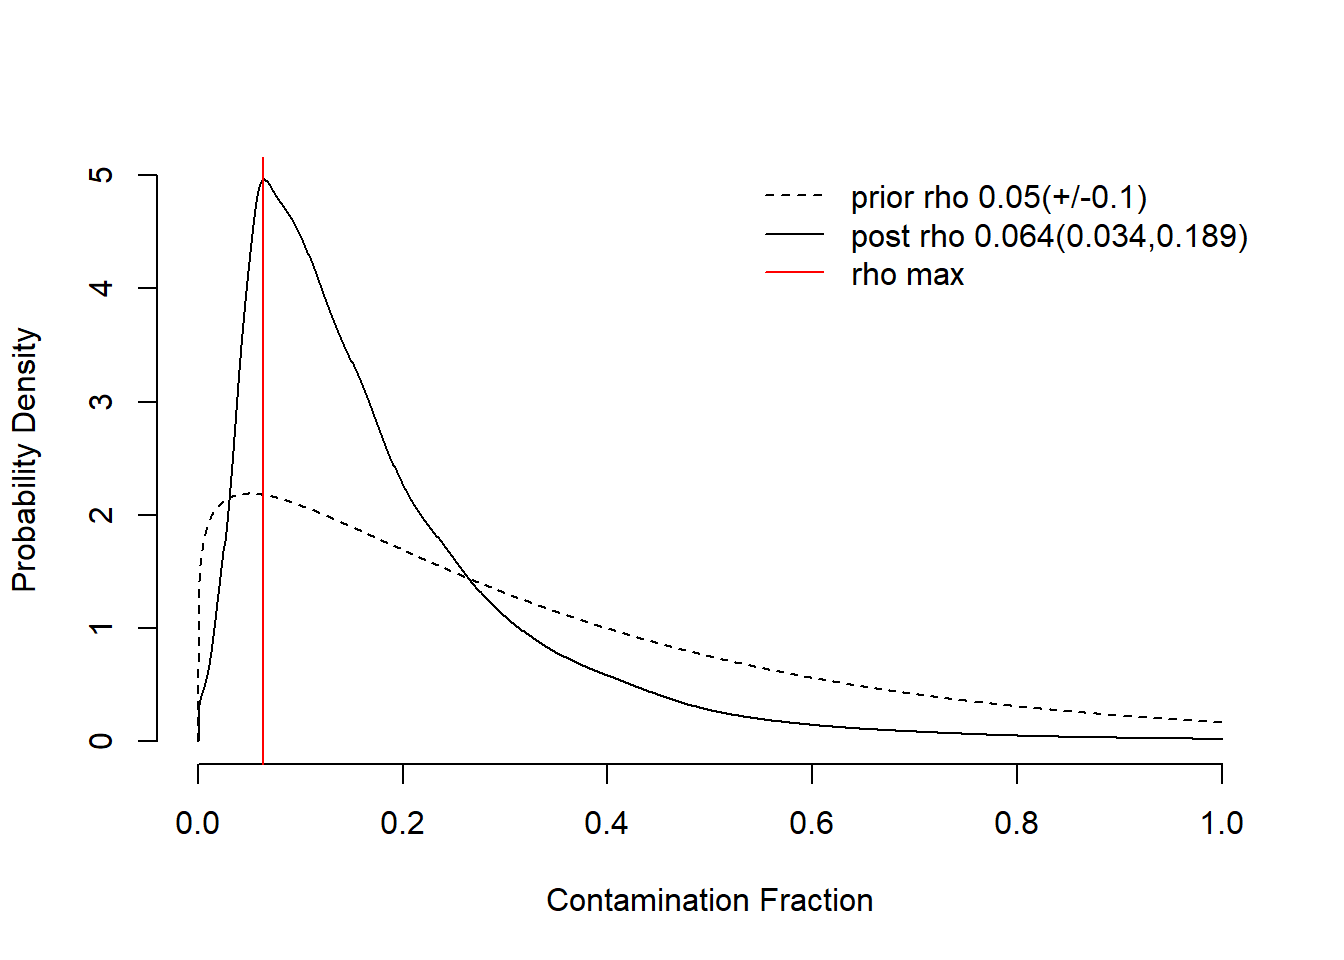 prior rho 0.05(+/-0.1)
post rho 0.064(0.034,0.189)
rho max
Probability Density
5
4
3
2
1
0
0.0 0.2 0.4 0.6 0.8 1.0
Contamination Fraction